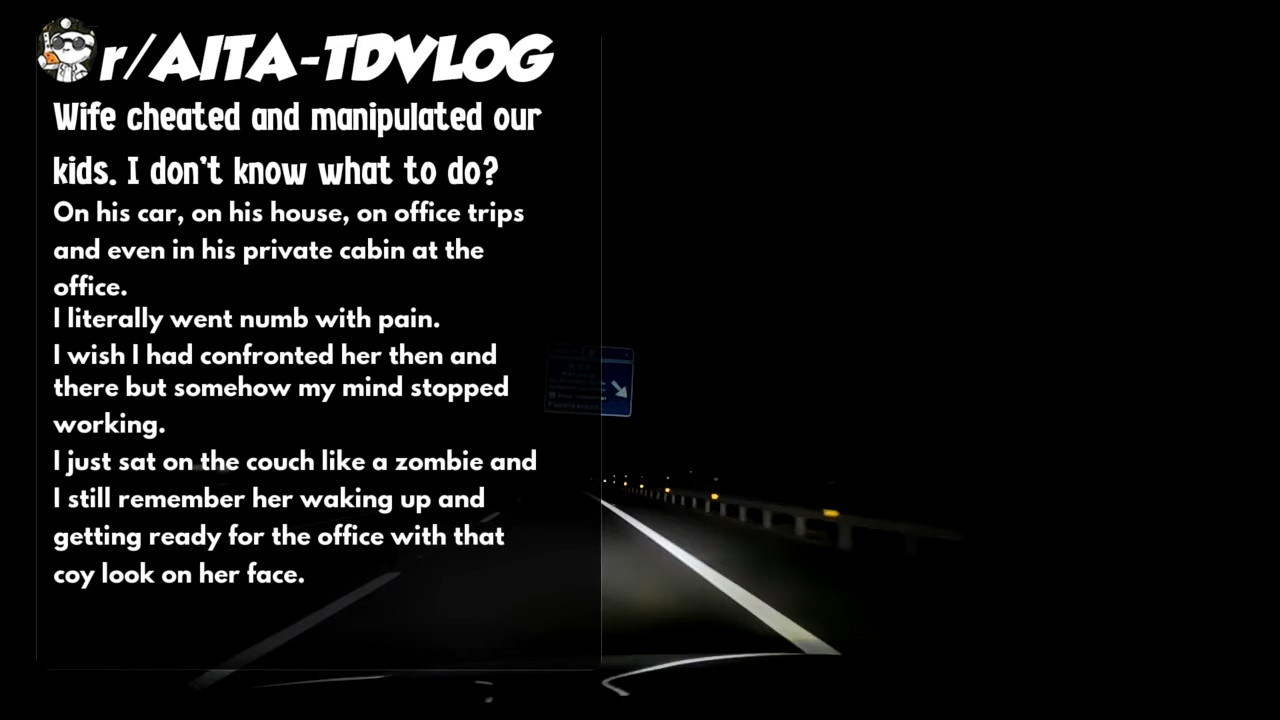 r/AITA-TDVLOG
Wife cheated and manipulated our
kids. I don't know what to do?
On his car, on his house, on office trips
and even in his private cabin at the
office.
I literally went numb with pain.
I wish I had confronted her then and
there but somehow my mind stopped
working.
I just sat on the couch like a zombie and
I still remember her waking up and
getting ready for the office with that
coy look on her face.